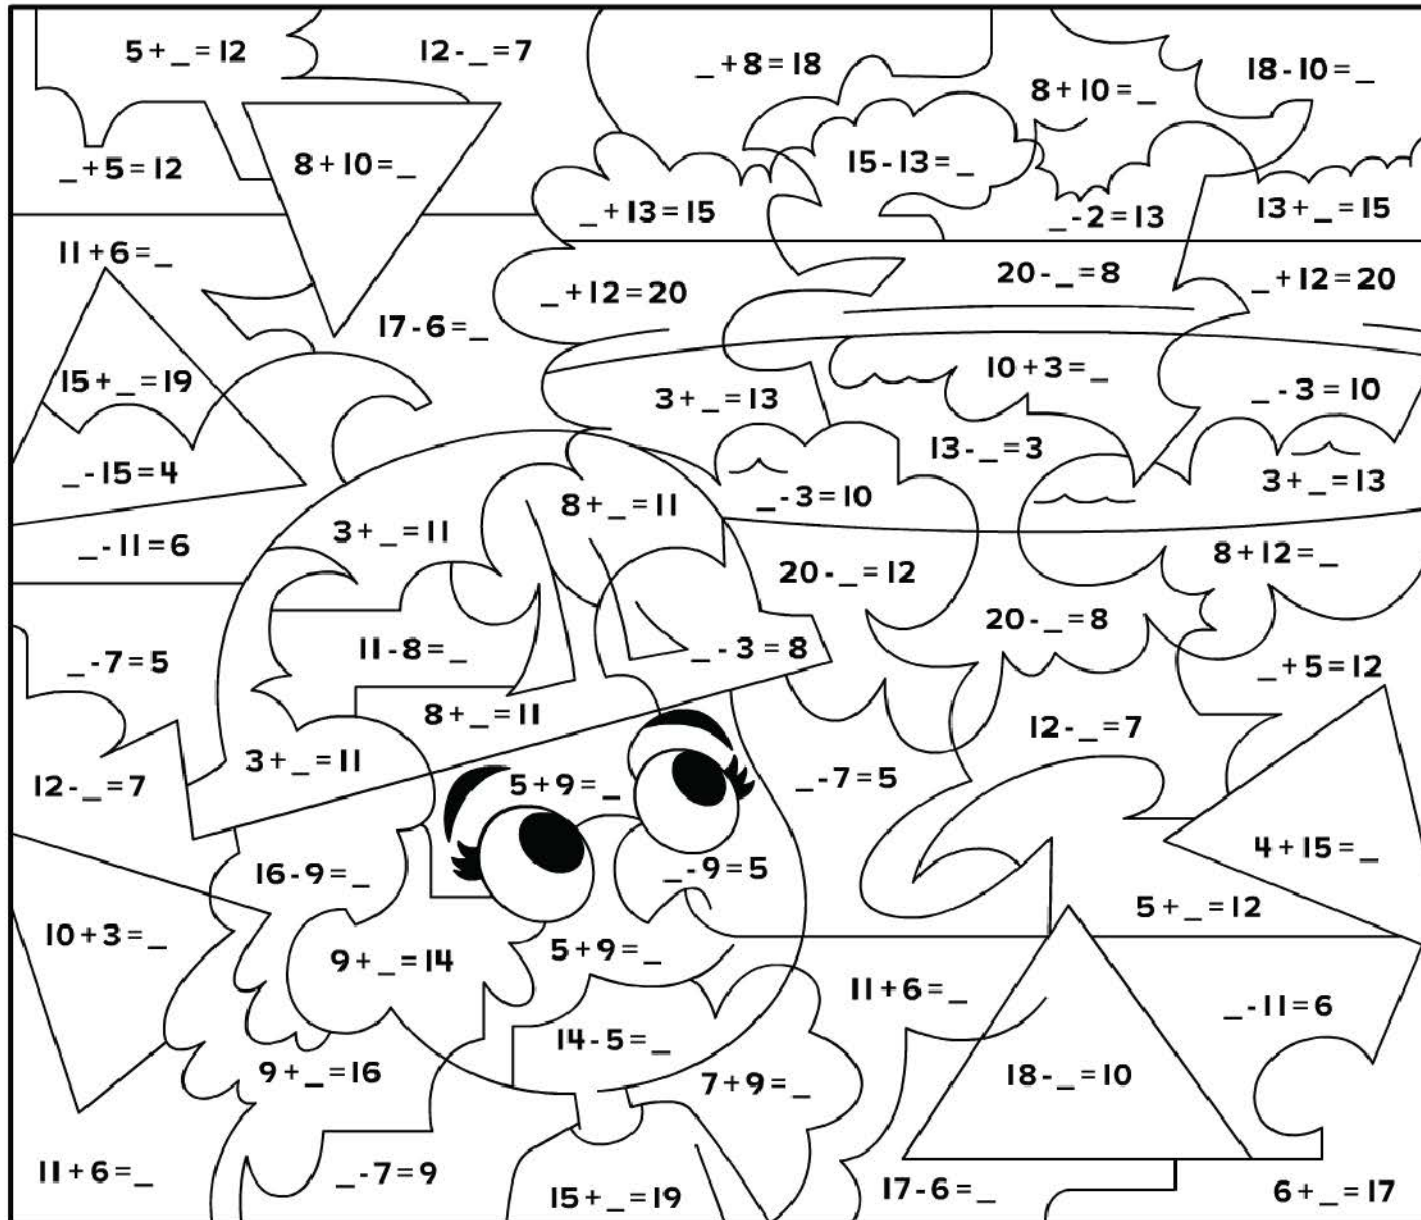 5 + _ = 12
12 - _ = 7
_ + 8 = 18
8 + 10 = _
18 - 10 = _
_ + 5 = 12
8 + 10 = _
15 - 13 = _
_ + 13 = 15
_ - 2 = 13
13 + _ = 15
11 + 6 = _
17 - 6 = _
_ + 12 = 20
20 - _ = 8
_ + 12 = 20
15 + _ = 19
3 + _ = 13
10 + 3 = _
_ - 3 = 10
_ - 15 = 4
13 - _ = 3
3 + _ = 13
_ - 3 = 10
8 + _ = 11
3 + _ = 11
_ - 11 = 6
20 - _ = 12
8 + 12 = _
20 - _ = 8
_ - 7 = 5
11 - 8 = _
_ - 3 = 8
_ + 5 = 12
8 + _ = 11
12 - _ = 7
3 + _ = 11
12 - _ = 7
5 + 9 = _
_ - 7 = 5
16 - 9 = _
_ - 9 = 5
4 + 15 = _
5 + _ = 12
10 + 3 = _
9 + _ = 14
5 + 9 = _
11 + 6 = _
_ - 11 = 6
14 - 5 = _
9 + _ = 16
7 + 9 = _
18 - _ = 10
11 + 6 = _
_ - 7 = 9
15 + _ = 19
17 - 6 = _
6 + _ = 17